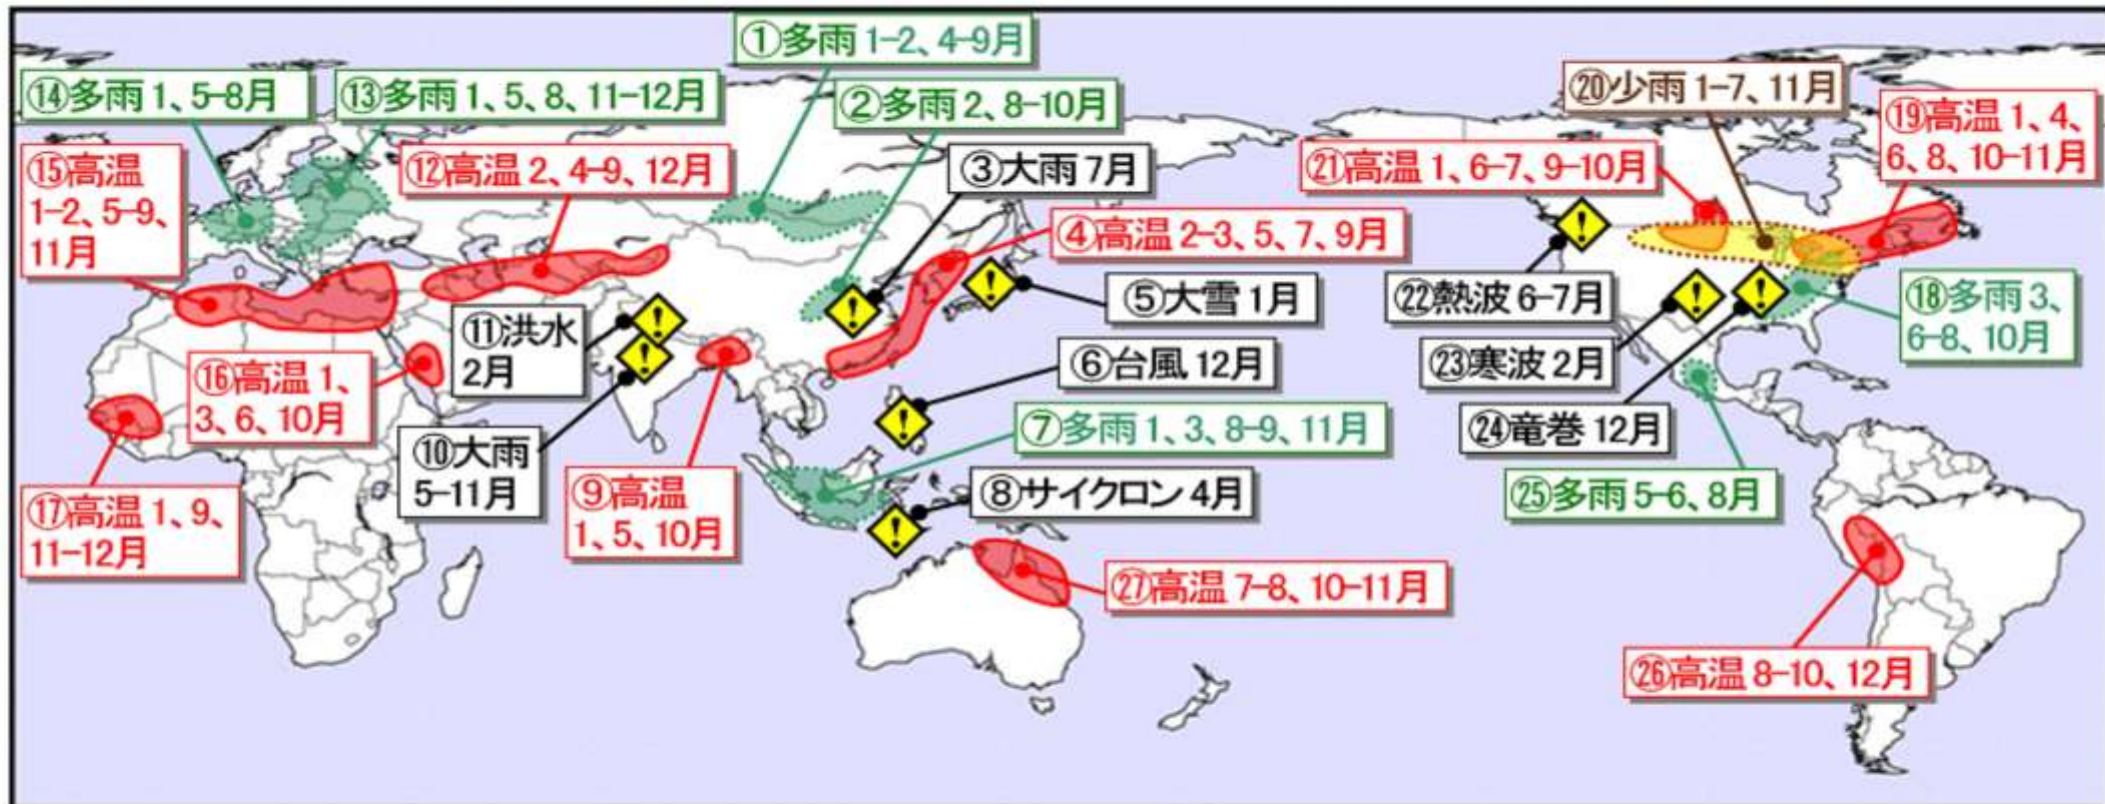 ①多雨 1-2、4-9月
⑭多雨 1、5-8月
⑬多雨 1、5、8、11-12月
②多雨 2、8-10月
⑳少雨 1-7、11月
⑲高温 1、4、
6、8、10-11月
⑮高温
1-2、5-9、
11月
⑫高温 2、4-9、12月
③大雨 7月
㉑高温 1、6-7、9-10月
④高温 2-3、5、7、9月
⑤大雪 1月
㉒熱波 6-7月
⑱多雨 3、
6-8、10月
⑪洪水
2月
⑯高温 1、
3、6、10月
⑥台風 12月
㉓寒波 2月
⑦多雨 1、3、8-9、11月
㉔竜巻 12月
⑩大雨
5-11月
⑨高温
1、5、10月
⑧サイクロン 4月
㉕多雨 5-6、8月
⑰高温 1、9、
11-12月
㉗高温 7-8、10-11月
㉖高温 8-10、12月